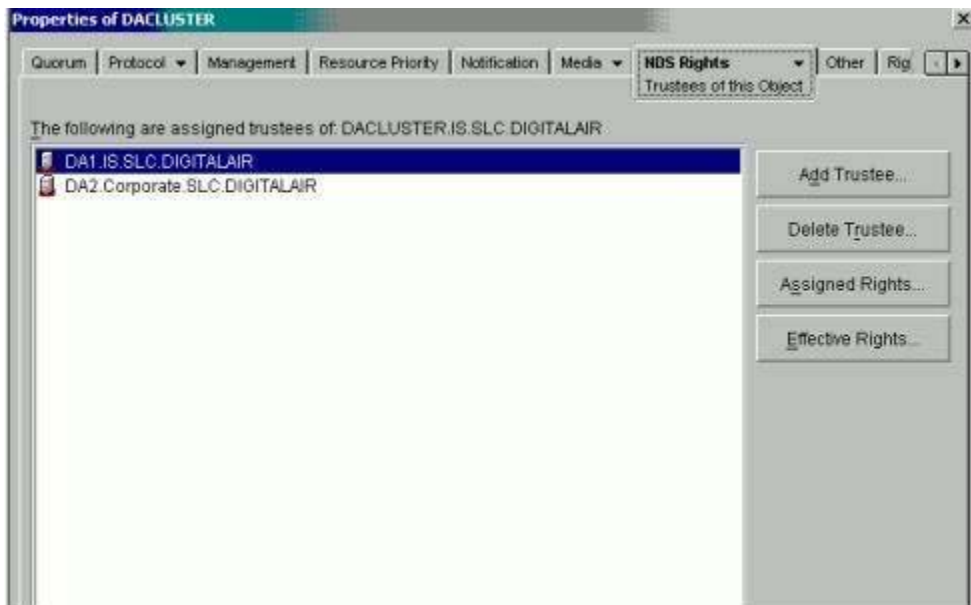 Properties of DACLUSTER
Quorum Protocol Management Resource Priority Notification Media NDS Rights Other Rig
Trustees of this Object
The following are assigned trustees of: DACLUSTER.IS.SLC.DIGITALAIR
DA1.IS.SLC.DIGITALAIR
DA2.Corporate.SLC.DIGITALAIR
Add Trustee...
Delete Trustee...
Assigned Rights...
Effective Rights...